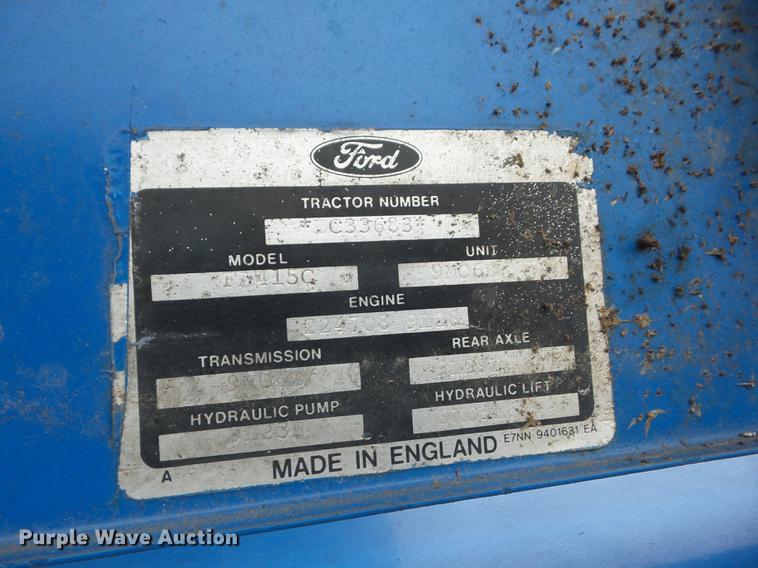 Ford
TRACTOR NUMBER
*C33683*
MODEL
UNIT
ENGINE
TRANSMISSION
REAR AXLE
HYDRAULIC PUMP
HYDRAULIC LIFT
A
MADE IN ENGLAND
E7NN 9401631 EA
Purple Wave Auction